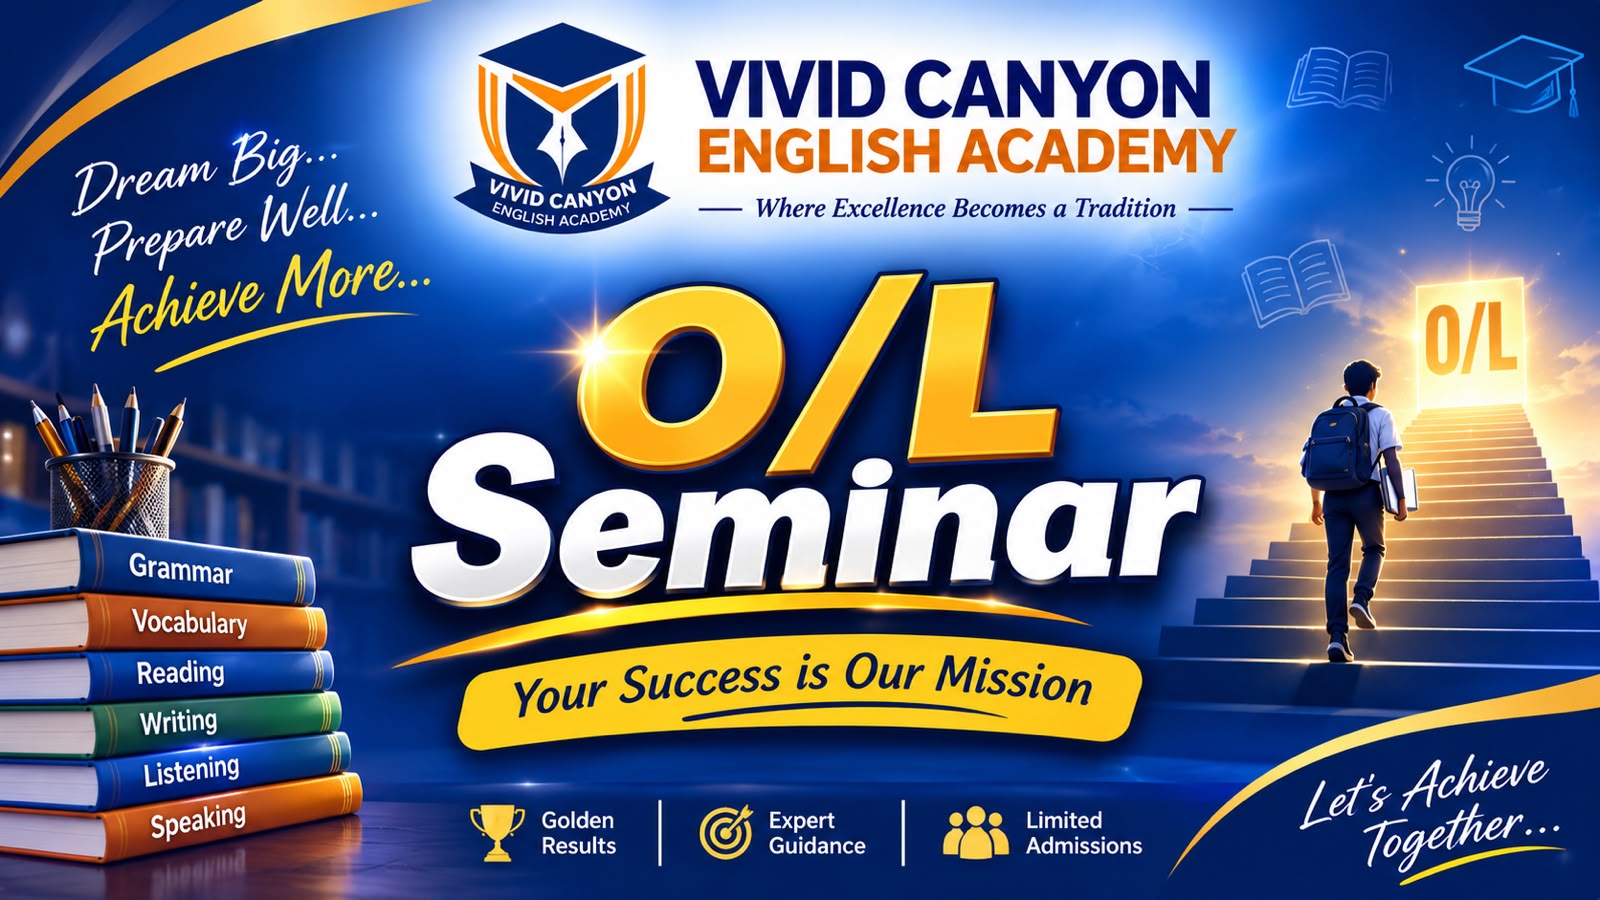 VIVID CANYON
ENGLISH ACADEMY
VIVID CANYON
ENGLISH ACADEMY
Where Excellence Becomes a Tradition
Dream Big...
Prepare Well...
Achieve More...
O/L
Seminar
Your Success is Our Mission
O/L
Grammar
Vocabulary
Reading
Writing
Listening
Speaking
Golden
Results
Expert
Guidance
Limited
Admissions
Let's Achieve
Together...